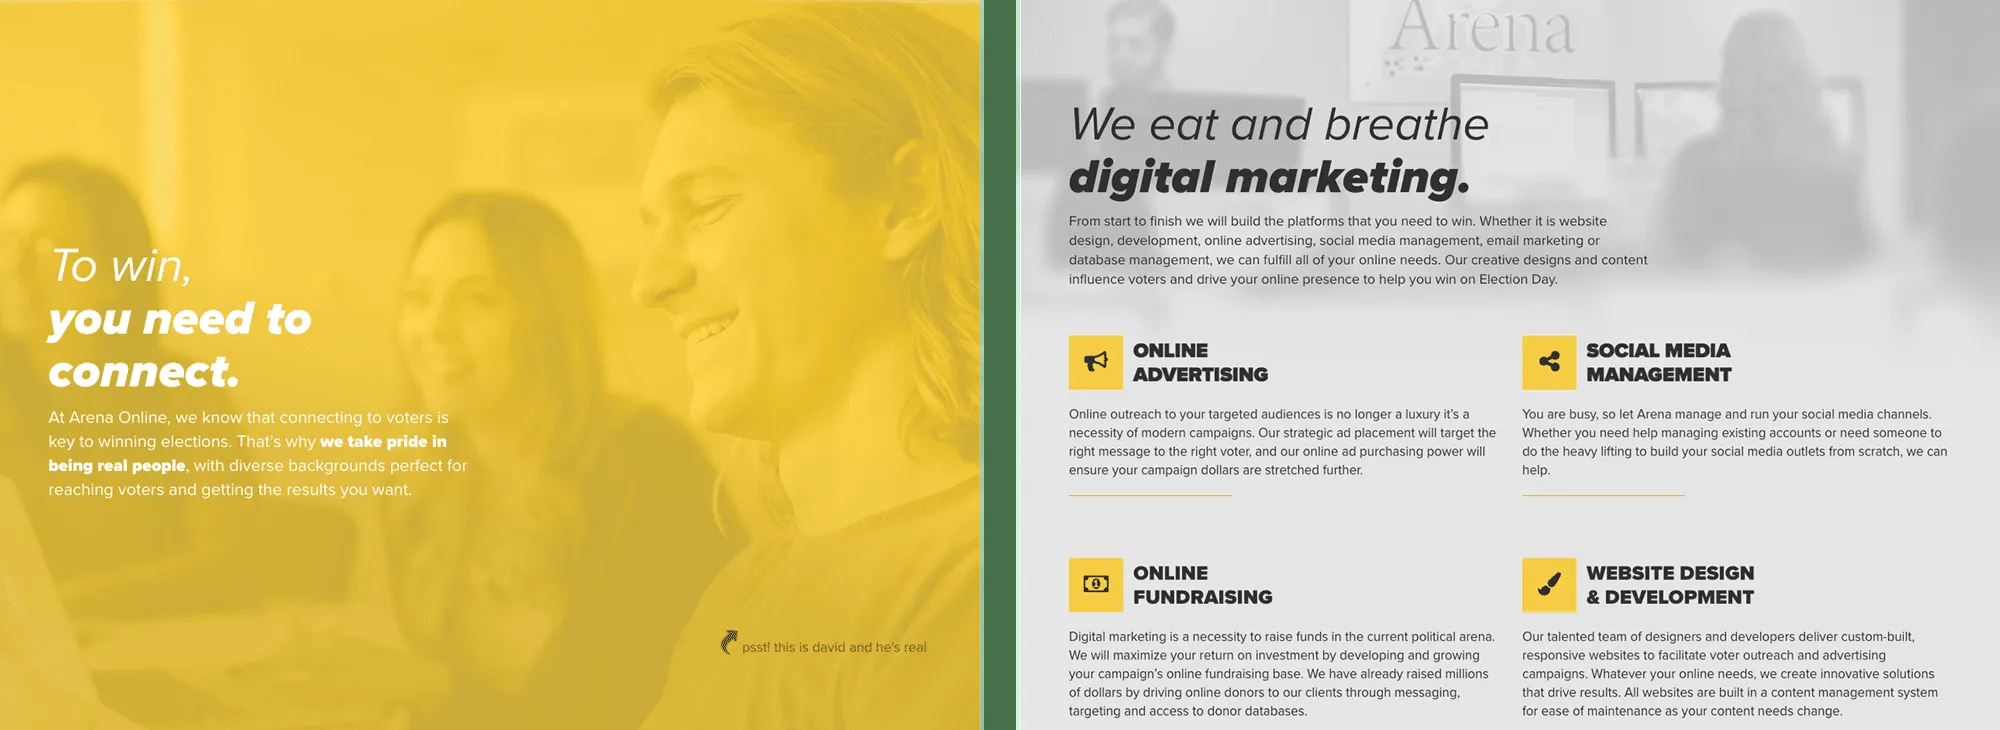 To win,
you need to
connect.
At Arena Online, we know that connecting to voters is
key to winning elections. That's why we take pride in
being real people, with diverse backgrounds perfect for
reaching voters and getting the results you want.
psst! this is david and he's real
Arena
We eat and breathe
digital marketing.
From start to finish we will build the platforms that you need to win. Whether it is website
design, development, online advertising, social media management, email marketing or
database management, we can fulfill all of your online needs. Our creative designs and content
influence voters and drive your online presence to help you win on Election Day.
ONLINE
ADVERTISING
Online outreach to your targeted audiences is no longer a luxury it's a
necessity of modern campaigns. Our strategic ad placement will target the
right message to the right voter, and our online ad purchasing power will
ensure your campaign dollars are stretched further.
SOCIAL MEDIA
MANAGEMENT
You are busy, so let Arena manage and run your social media channels.
Whether you need help managing existing accounts or need someone to
do the heavy lifting to build your social media outlets from scratch, we can
help.
ONLINE
FUNDRAISING
Digital marketing is a necessity to raise funds in the current political arena.
We will maximize your return on investment by developing and growing
your campaign's online fundraising base. We have already raised millions
of dollars by driving online donors to our clients through messaging,
targeting and access to donor databases.
WEBSITE DESIGN
& DEVELOPMENT
Our talented team of designers and developers deliver custom-built,
responsive websites to facilitate voter outreach and advertising
campaigns. Whatever your online needs, we create innovative solutions
that drive results. All websites are built in a content management system
for ease of maintenance as your content needs change.